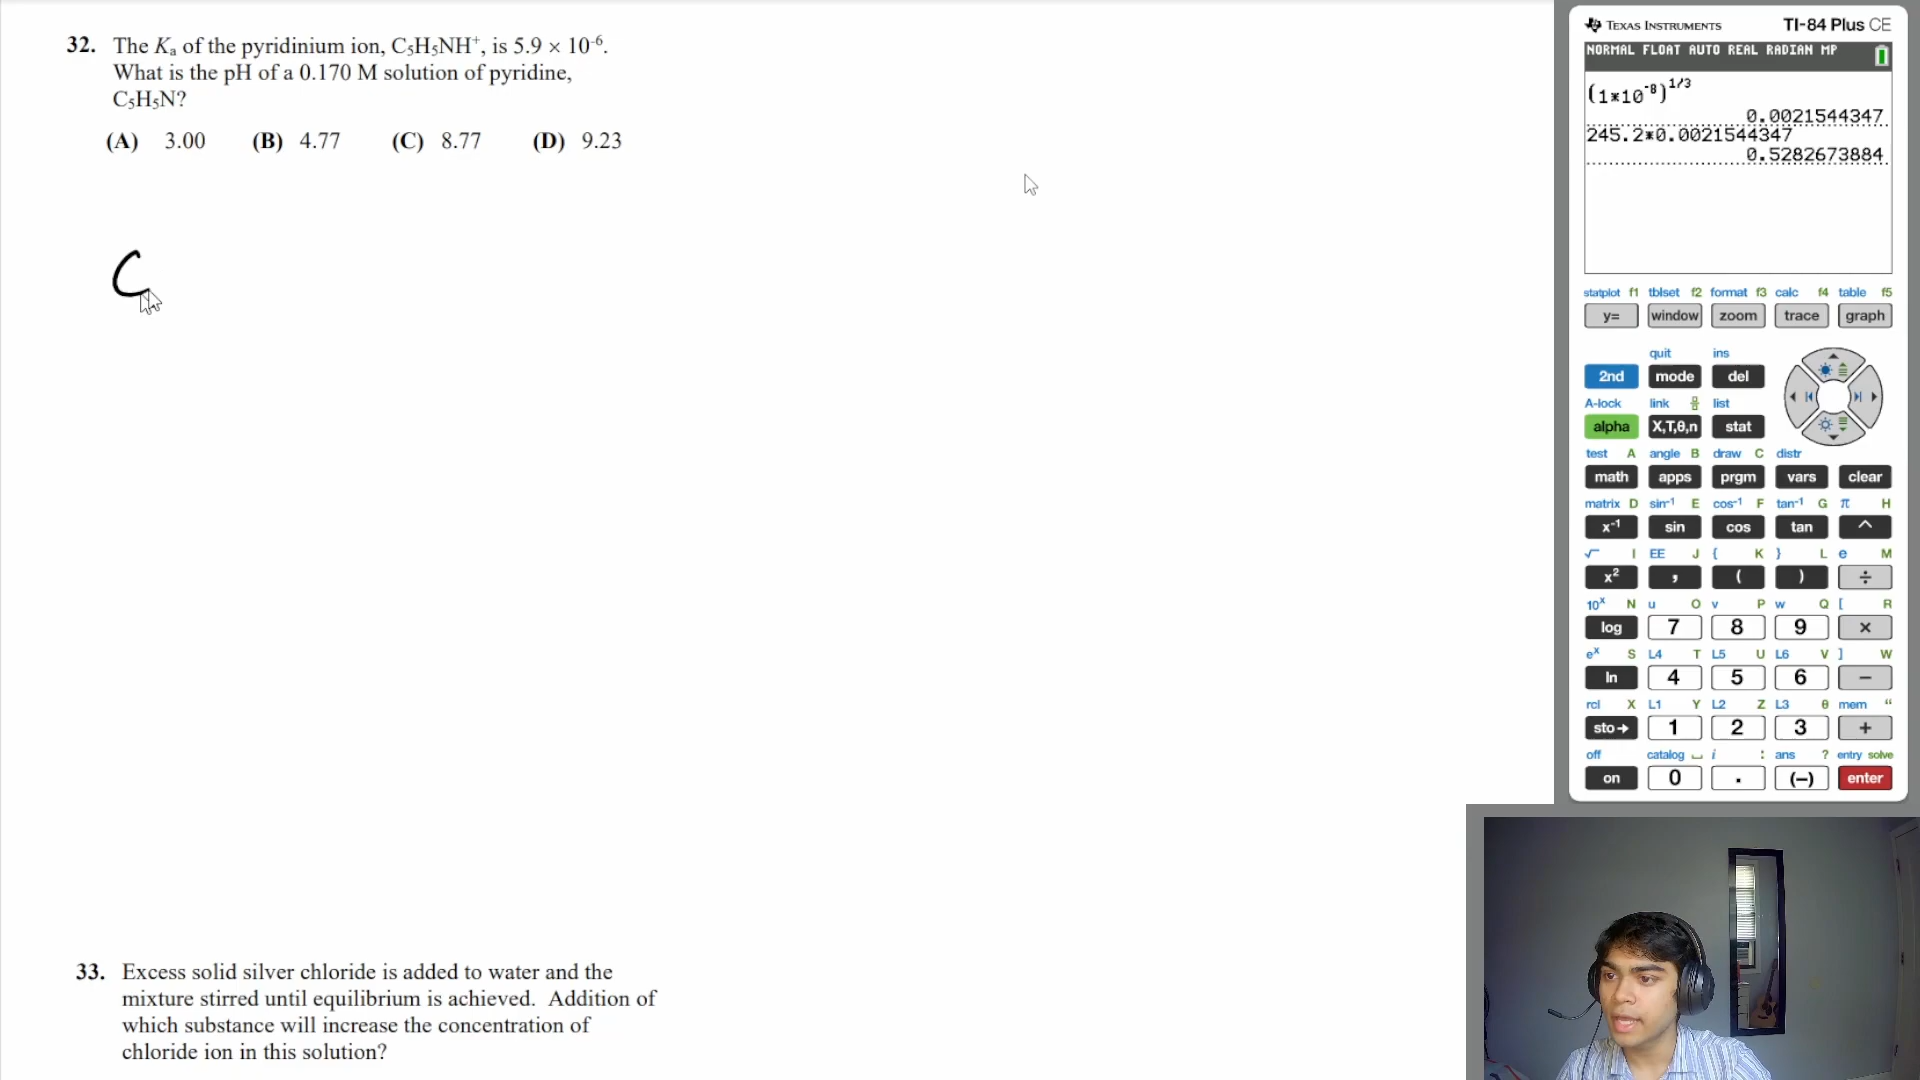 32. The Ka of the pyridinium ion, C5H5NH+, is 5.9 × 10-6.
What is the pH of a 0.170 M solution of pyridine,
C5H5N?
(A) 3.00 (B) 4.77 (C) 8.77 (D) 9.23
C
33. Excess solid silver chloride is added to water and the
mixture stirred until equilibrium is achieved. Addition of
which substance will increase the concentration of
chloride ion in this solution?
TEXAS INSTRUMENTS TI-84 Plus CE
NORMAL FLOAT AUTO REAL RADIAN MP
(1*10-8)1/3
0.0021544347
245.2*0.0021544347
0.5282673884
statplot f1 tblset f2 format f3 calc f4 table f5
y= window zoom trace graph
quit ins
2nd mode del
A-lock link list
alpha X,T,θ,n stat
test A angle B draw C distr
math apps prgm vars clear
matrix D sin-1 E cos-1 F tan-1 G π H
x-1 sin cos tan ^
√ I EE J { K } L e M
x2 , ( ) ÷
10x N u O v P w Q [ R
log 7 8 9 ×
ex S L4 T L5 U L6 V ] W
ln 4 5 6 −
rcl X L1 Y L2 Z L3 θ mem “
sto→ 1 2 3 +
off catalog ␣ i : ans ? entry solve
on 0 . (−) enter